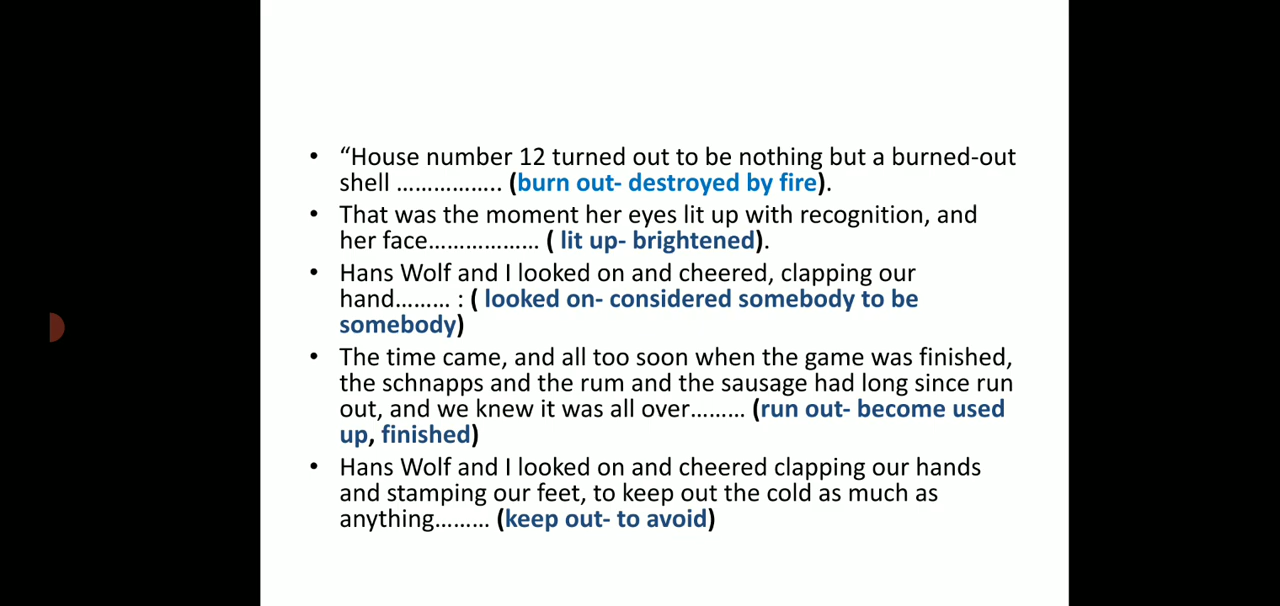 • “House number 12 turned out to be nothing but a burned-out
shell …………….. (burn out- destroyed by fire).
• That was the moment her eyes lit up with recognition, and
her face……………… ( lit up- brightened).
• Hans Wolf and I looked on and cheered, clapping our
hand……… : ( looked on- considered somebody to be
somebody)
• The time came, and all too soon when the game was finished,
the schnapps and the rum and the sausage had long since run
out, and we knew it was all over……… (run out- become used
up, finished)
• Hans Wolf and I looked on and cheered clapping our hands
and stamping our feet, to keep out the cold as much as
anything……… (keep out- to avoid)